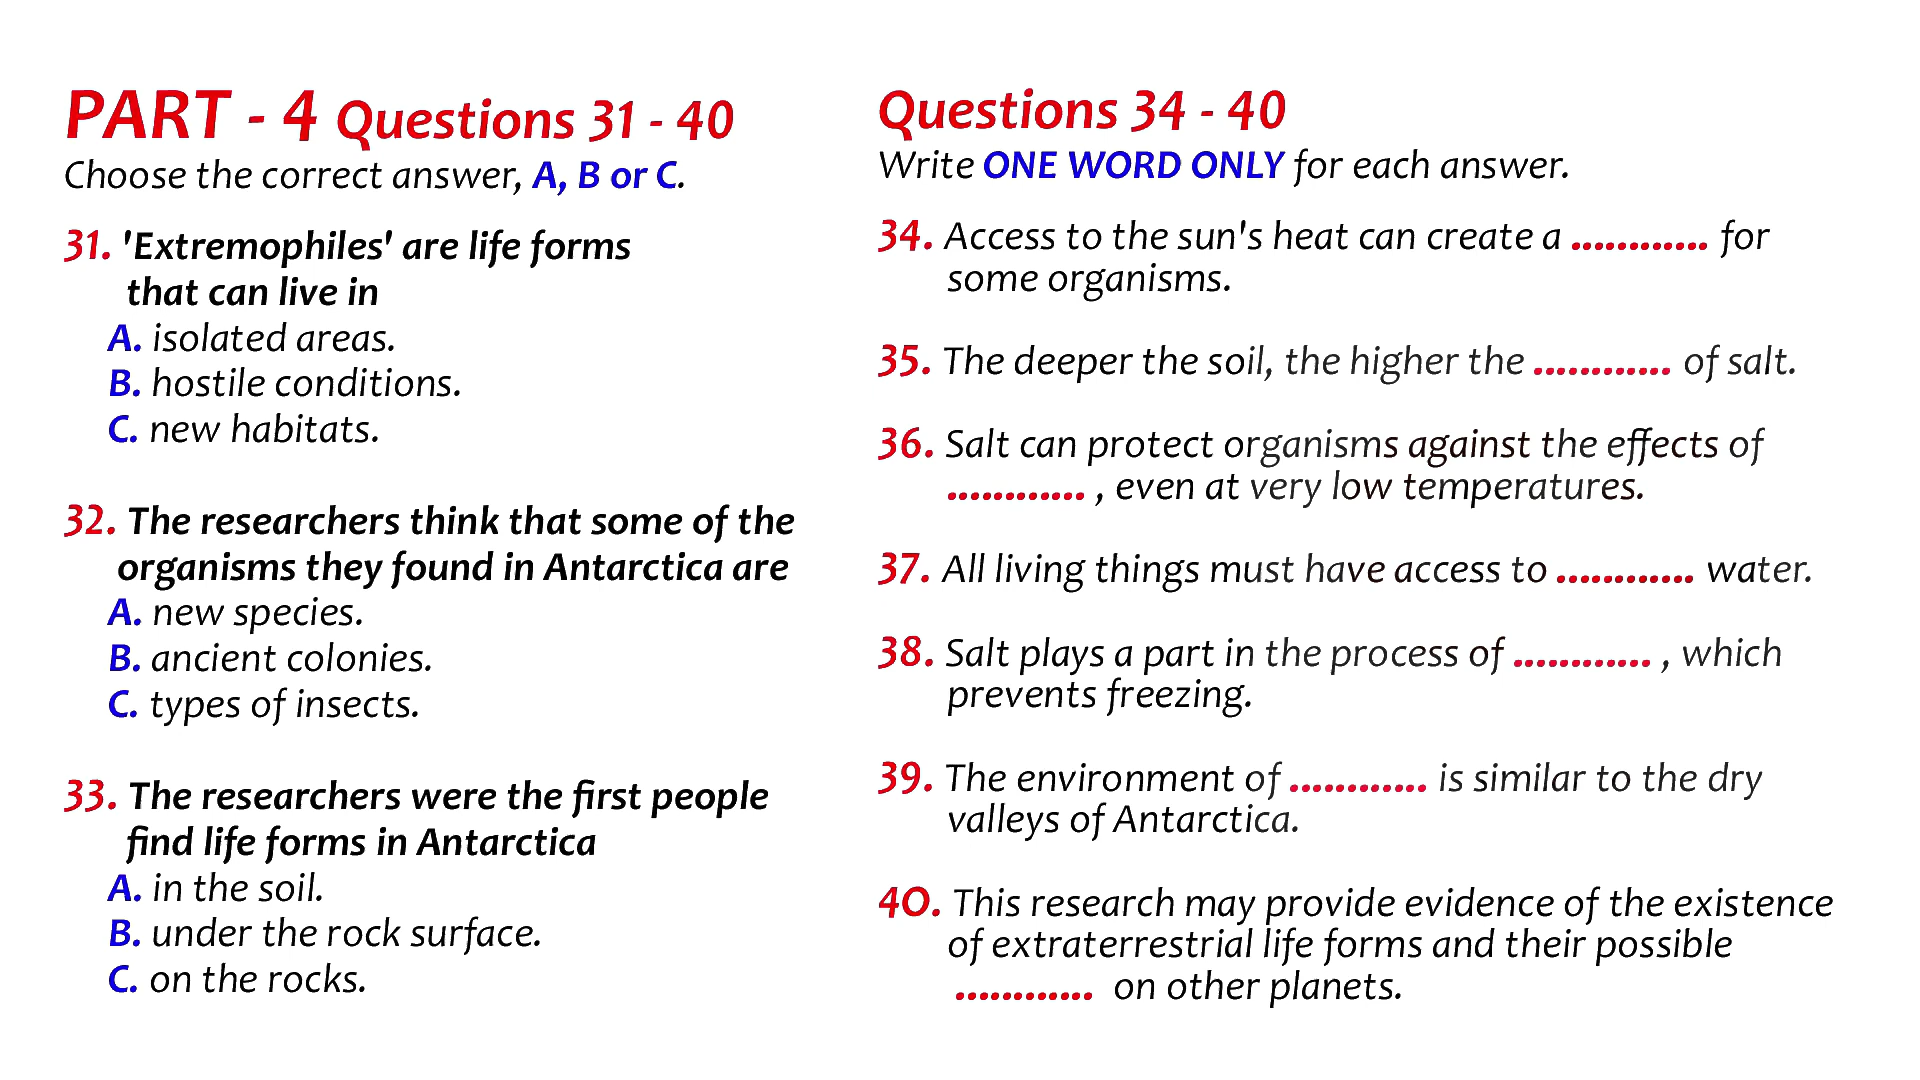 PART - 4 Questions 31 - 40
Choose the correct answer, A, B or C.
31. 'Extremophiles' are life forms
that can live in
A. isolated areas.
B. hostile conditions.
C. new habitats.
32. The researchers think that some of the
organisms they found in Antarctica are
A. new species.
B. ancient colonies.
C. types of insects.
33. The researchers were the first people
find life forms in Antarctica
A. in the soil.
B. under the rock surface.
C. on the rocks.
Questions 34 - 40
Write ONE WORD ONLY for each answer.
34. Access to the sun's heat can create a ............ for
some organisms.
35. The deeper the soil, the higher the ............ of salt.
36. Salt can protect organisms against the effects of
............ , even at very low temperatures.
37. All living things must have access to ............ water.
38. Salt plays a part in the process of ............ , which
prevents freezing.
39. The environment of ............ is similar to the dry
valleys of Antarctica.
40. This research may provide evidence of the existence
of extraterrestrial life forms and their possible
............ on other planets.